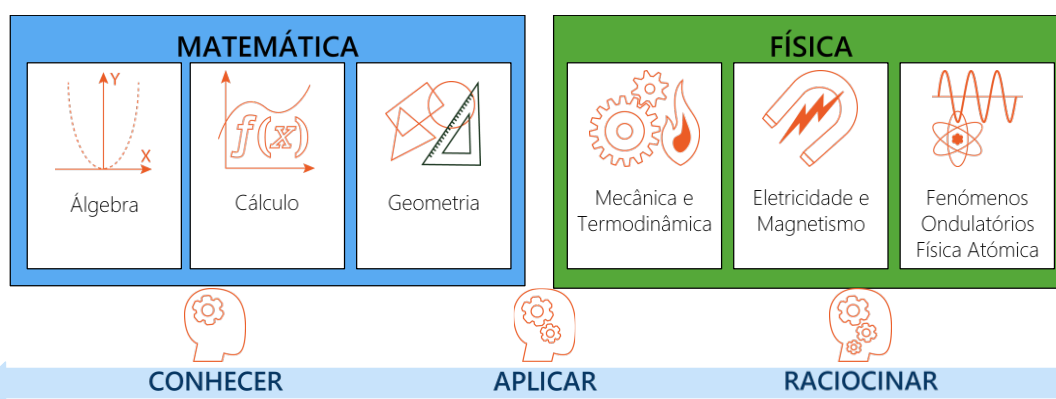 MATEMÁTICA
Y
X
Álgebra
f(x)
Cálculo
Geometria
FÍSICA
Mecânica e
Termodinâmica
Eletricidade e
Magnetismo
Fenómenos
Ondulatórios
Física Atómica
CONHECER
APLICAR
RACIOCINAR